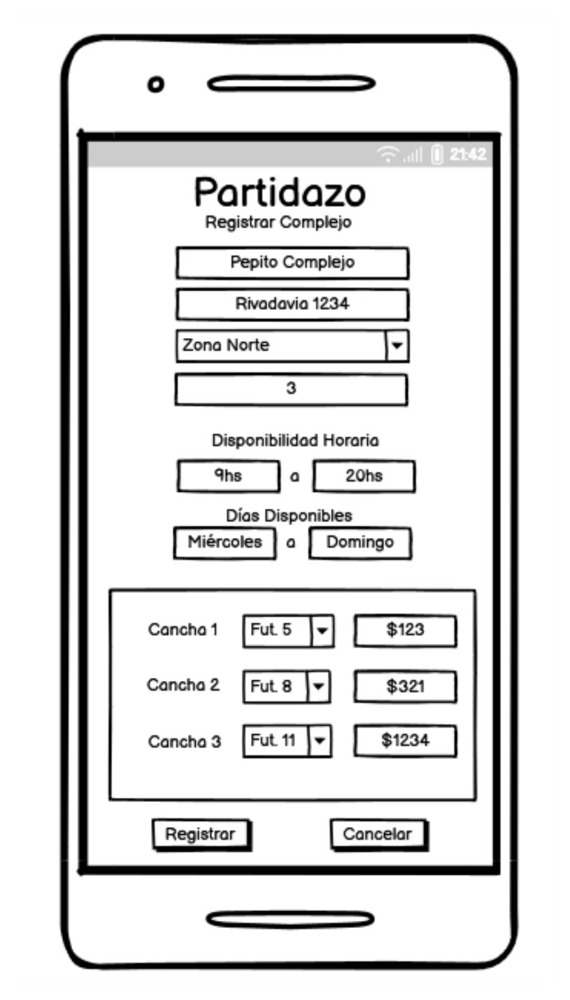 21:42
Partidazo
Registrar Complejo
Pepito Complejo
Rivadavia 1234
Zona Norte
3
Disponibilidad Horaria
9hs a 20hs
Días Disponibles
Miércoles a Domingo
Cancha 1 Fut. 5 $123
Cancha 2 Fut. 8 $321
Cancha 3 Fut. 11 $1234
Registrar Cancelar